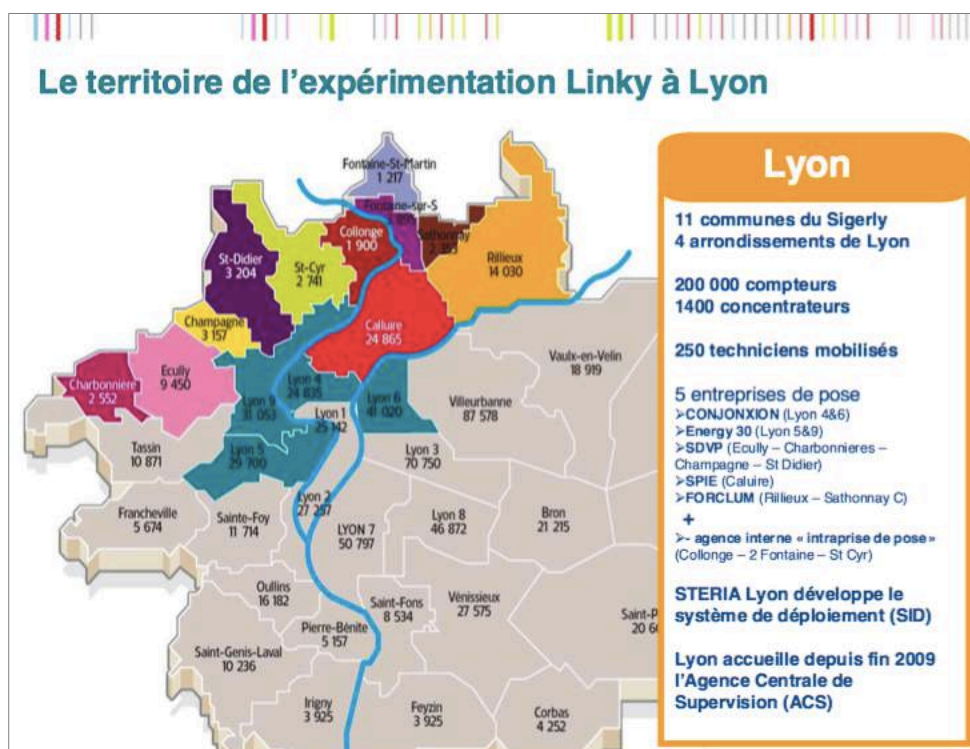 Le territoire de l'expérimentation Linky à Lyon
Fontaine-St-Martin
1 217
Fontaine-sur-S
Collonge
1 900
Sathonnay
St-Didier
3 204
St-Cyr
2 741
Rillieux
14 030
Champagne
3 157
Calluire
24 865
Ecully
9 450
Charbonniere
2 552
Vaulx-en-Velin
18 919
Lyon 4
24 835
Lyon 9
31 053
Lyon 6
41 020
Lyon 1
25 142
Villeurbanne
87 578
Tassin
10 871
Lyon 5
29 700
Lyon 3
70 750
Lyon 2
27 257
Francheville
5 674
Sainte-Foy
11 714
LYON 7
50 797
Lyon 8
46 872
Bron
21 215
Oullins
16 182
Saint-Fons
8 534
Vénissieux
27 575
Saint-P
20 6
Pierre-Bénite
5 157
Saint-Genis-Laval
10 236
Irigny
3 925
Feyzin
3 925
Corbas
4 252
Lyon
11 communes du Sigerly
4 arrondissements de Lyon
200 000 compteurs
1400 concentrateurs
250 techniciens mobilisés
5 entreprises de pose
➢CONJONXION (Lyon 4&6)
➢Energy 30 (Lyon 5&9)
➢SDVP (Ecully – Charbonnieres –
Champagne – St Didier)
➢SPIE (Caluire)
➢FORCLUM (Rillieux – Sathonnay C)
+
➢- agence interne « intraprise de pose»
(Collonge – 2 Fontaine – St Cyr)
STERIA Lyon développe le
système de déploiement (SID)
Lyon accueille depuis fin 2009
l'Agence Centrale de
Supervision (ACS)